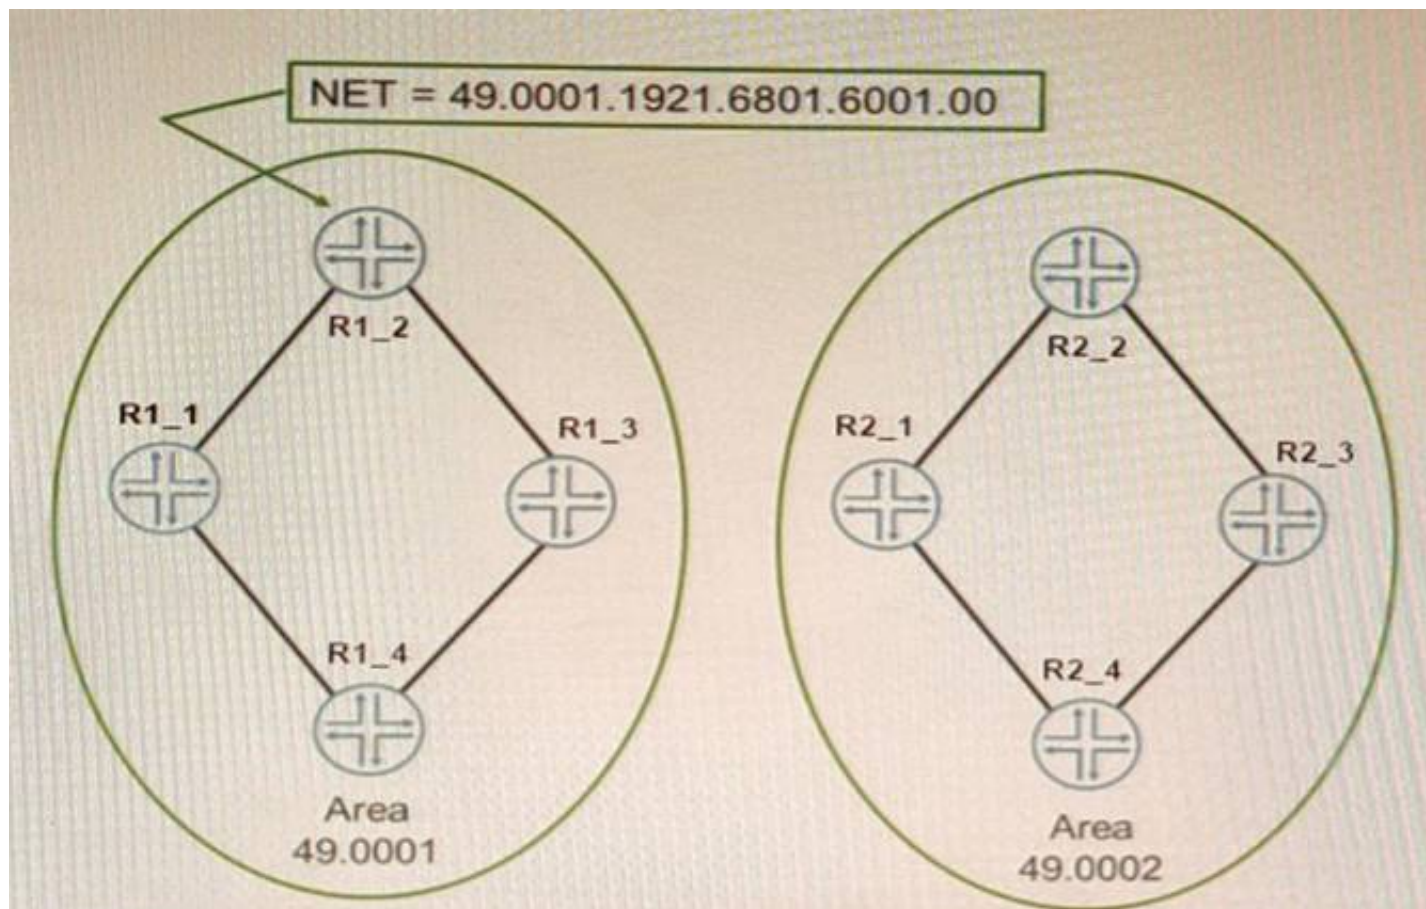 NET = 49.0001.1921.6801.6001.00
R1_2
R1_1
R1_3
R1_4
Area
49.0001
R2_2
R2_1
R2_3
R2_4
Area
49.0002